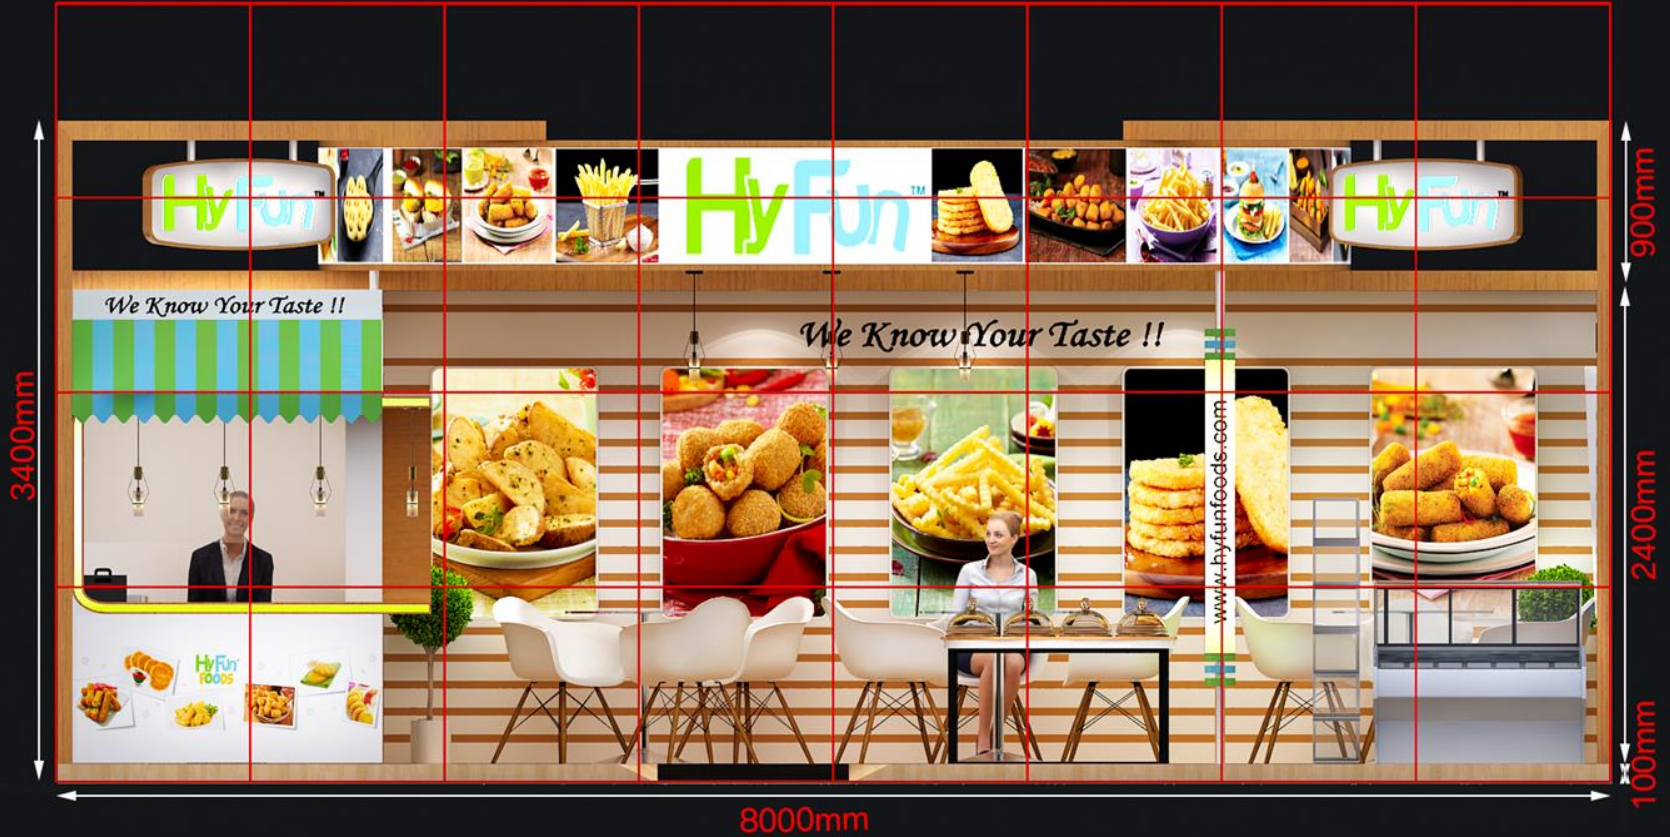 HyFun™
HyFun™
HyFun™
We Know Your Taste !!
We Know Your Taste !!
www.hyfunfoods.com
HyFun
FOODS
3400mm
900mm
2400mm
100mm
8000mm